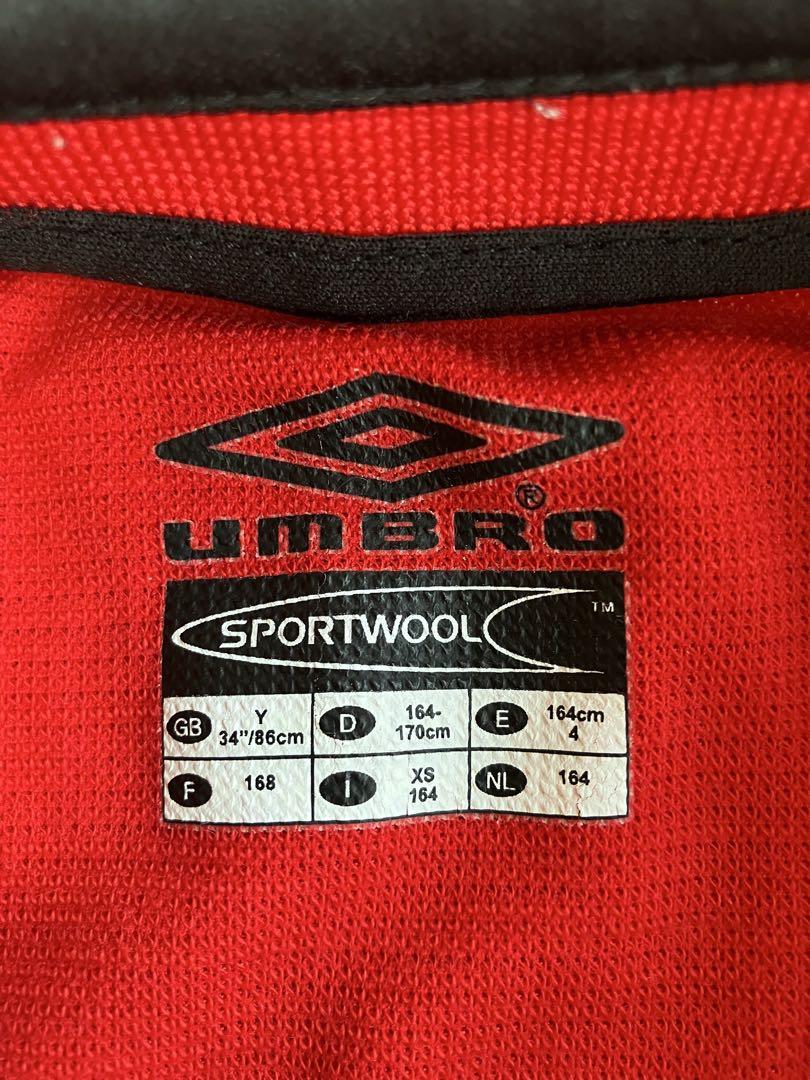 ®
UMBRO
SPORTWOOL ™
GB Y 34"/86cm
D 164-170cm
E 164cm 4
F 168
I XS 164
NL 164